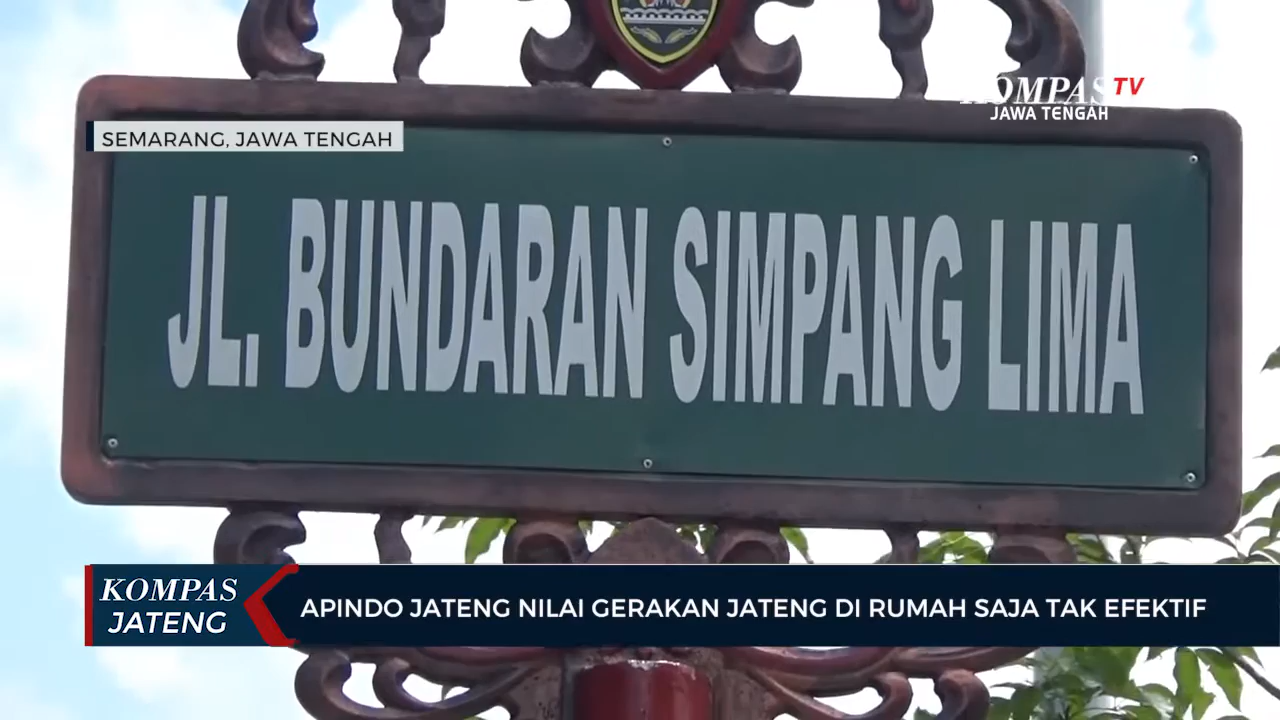 KOMPAS TV
JAWA TENGAH
SEMARANG, JAWA TENGAH
JL. BUNDARAN SIMPANG LIMA
KOMPAS
JATENG
APINDO JATENG NILAI GERAKAN JATENG DI RUMAH SAJA TAK EFEKTIF